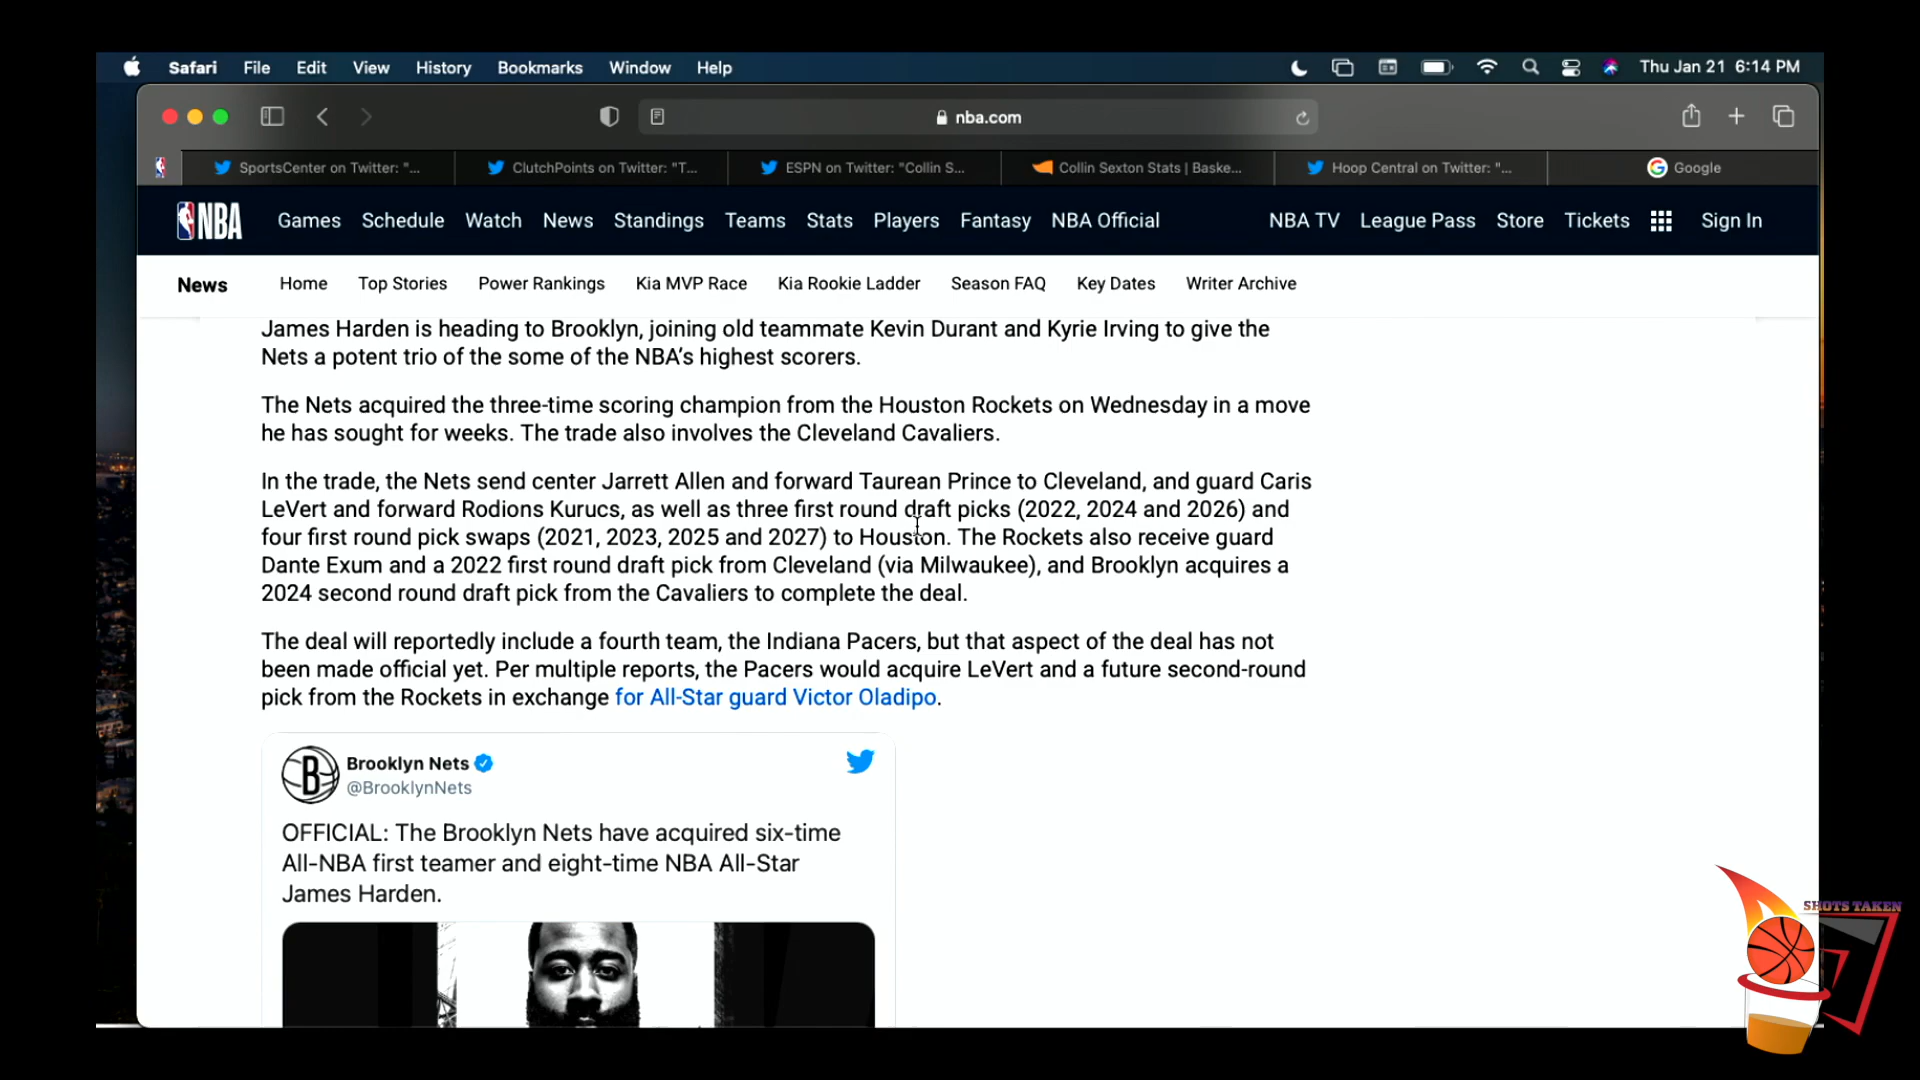 Safari File Edit View History Bookmarks Window Help Thu Jan 21 6:14 PM
nba.com
SportsCenter on Twitter: "... ClutchPoints on Twitter: "T... ESPN on Twitter: "Collin S... Collin Sexton Stats | Baske... Hoop Central on Twitter: "... Google
NBA Games Schedule Watch News Standings Teams Stats Players Fantasy NBA Official NBA TV League Pass Store Tickets Sign In
News Home Top Stories Power Rankings Kia MVP Race Kia Rookie Ladder Season FAQ Key Dates Writer Archive
James Harden is heading to Brooklyn, joining old teammate Kevin Durant and Kyrie Irving to give the
Nets a potent trio of the some of the NBA's highest scorers.
The Nets acquired the three-time scoring champion from the Houston Rockets on Wednesday in a move
he has sought for weeks. The trade also involves the Cleveland Cavaliers.
In the trade, the Nets send center Jarrett Allen and forward Taurean Prince to Cleveland, and guard Caris
LeVert and forward Rodions Kurucs, as well as three first round draft picks (2022, 2024 and 2026) and
four first round pick swaps (2021, 2023, 2025 and 2027) to Houston. The Rockets also receive guard
Dante Exum and a 2022 first round draft pick from Cleveland (via Milwaukee), and Brooklyn acquires a
2024 second round draft pick from the Cavaliers to complete the deal.
The deal will reportedly include a fourth team, the Indiana Pacers, but that aspect of the deal has not
been made official yet. Per multiple reports, the Pacers would acquire LeVert and a future second-round
pick from the Rockets in exchange for All-Star guard Victor Oladipo.
B
Brooklyn Nets
@BrooklynNets
OFFICIAL: The Brooklyn Nets have acquired six-time
All-NBA first teamer and eight-time NBA All-Star
James Harden.
SHOTS TAKEN